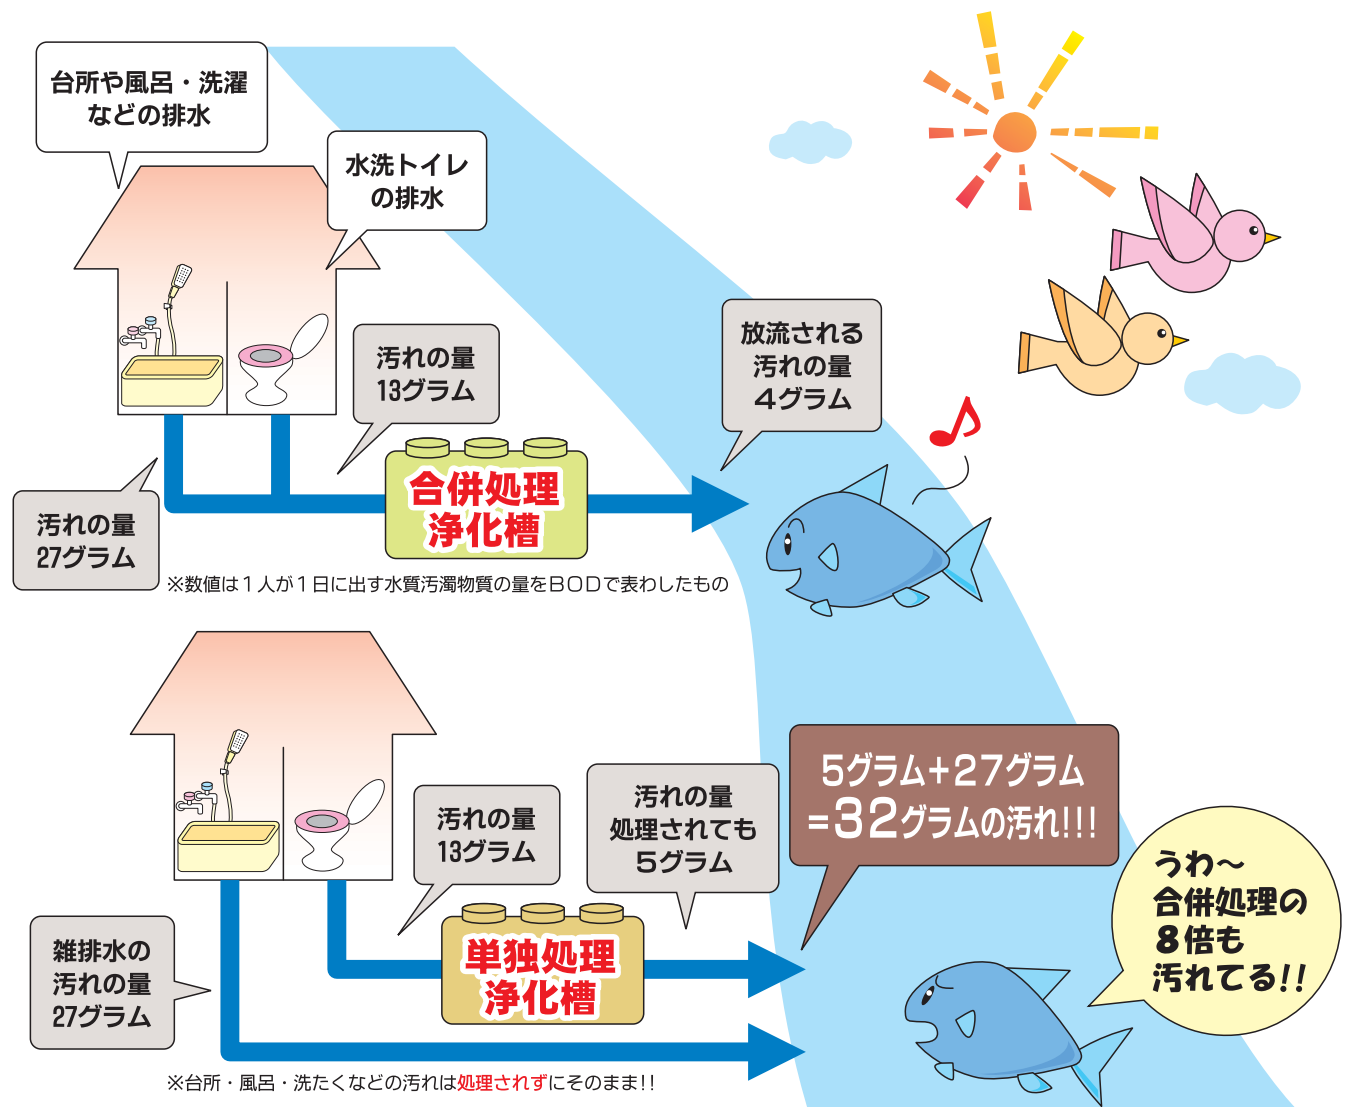 台所や風呂・洗濯
などの排水
水洗トイレ
の排水
汚れの量
13グラム
放流される
汚れの量
4グラム
合併処理
浄化槽
汚れの量
27グラム
※数値は1人が1日に出す水質汚濁物質の量をBODで表わしたもの
5グラム+27グラム
=32グラムの汚れ!!!
汚れの量
処理されても
5グラム
汚れの量
13グラム
うわ~
合併処理の
8倍も
汚れてる!!
雑排水の
汚れの量
27グラム
単独処理
浄化槽
※台所・風呂・洗たくなどの汚れは処理されずにそのまま!!